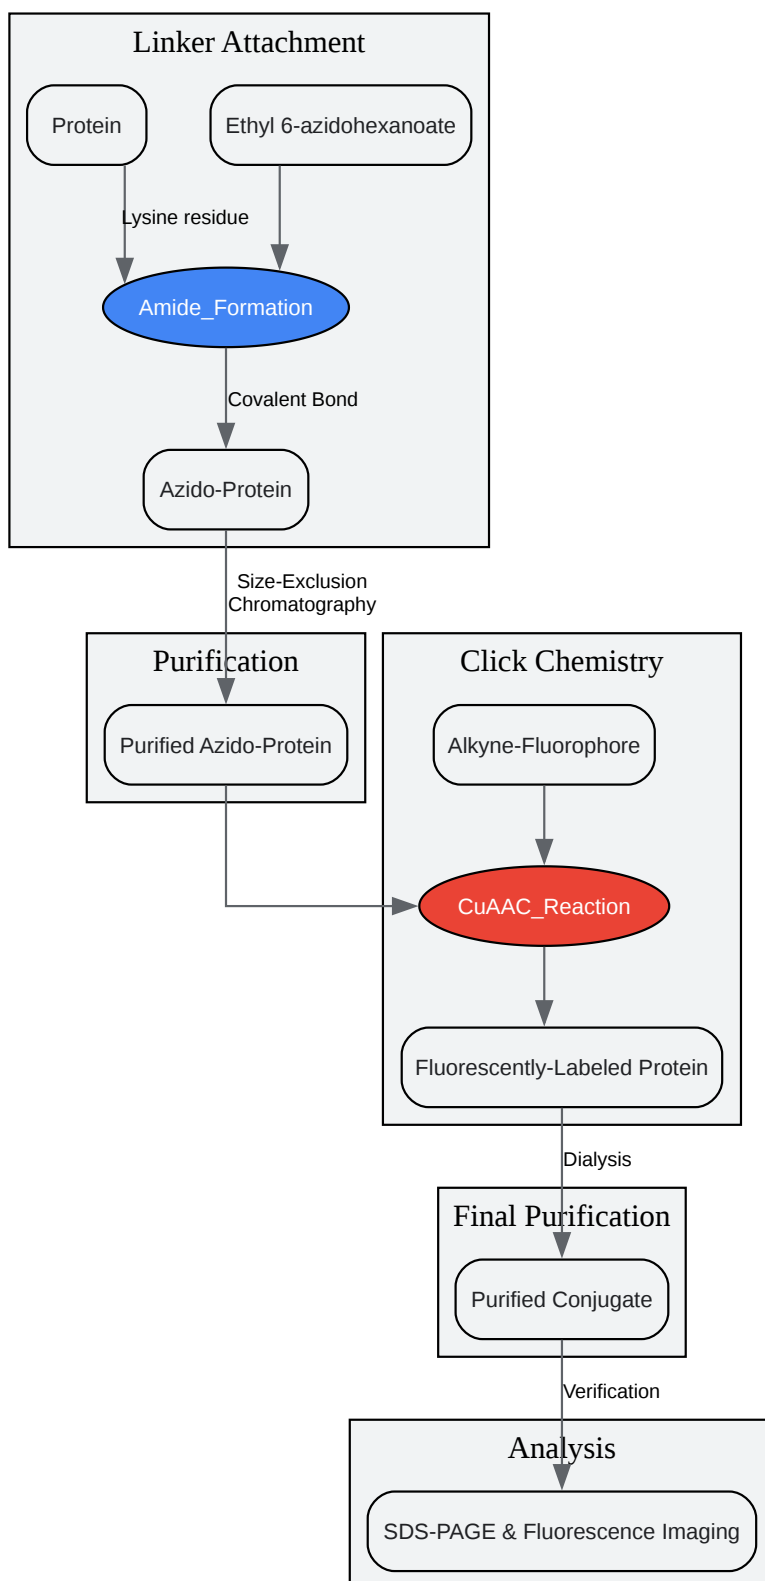 Linker Attachment
Protein
Ethyl 6-azidohexanoate
Lysine residue
Amide_Formation
Covalent Bond
Azido-Protein
Size-Exclusion
Chromatography
Purification
Purified Azido-Protein
Click Chemistry
Alkyne-Fluorophore
CuAAC_Reaction
Fluorescently-Labeled Protein
Dialysis
Final Purification
Purified Conjugate
Verification
Analysis
SDS-PAGE & Fluorescence Imaging